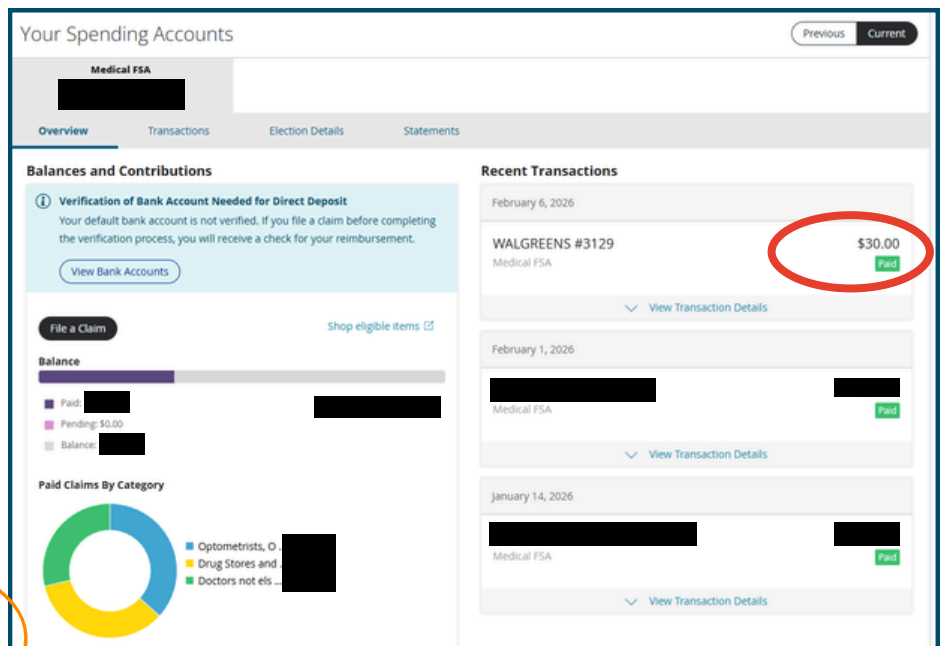 Your Spending Accounts
Previous Current
Medical FSA
Overview Transactions Election Details Statements
Balances and Contributions
Verification of Bank Account Needed for Direct Deposit
Your default bank account is not verified. If you file a claim before completing
the verification process, you will receive a check for your reimbursement.
View Bank Accounts
File a Claim
Shop eligible items
Balance
Paid:
Pending: $0.00
Balance:
Paid Claims By Category
Optometrists, O .
Drug Stores and .
Doctors not els ...
Recent Transactions
February 6, 2026
WALGREENS #3129 $30.00
Medical FSA Paid
View Transaction Details
February 1, 2026
Medical FSA Paid
View Transaction Details
January 14, 2026
Medical FSA Paid
View Transaction Details